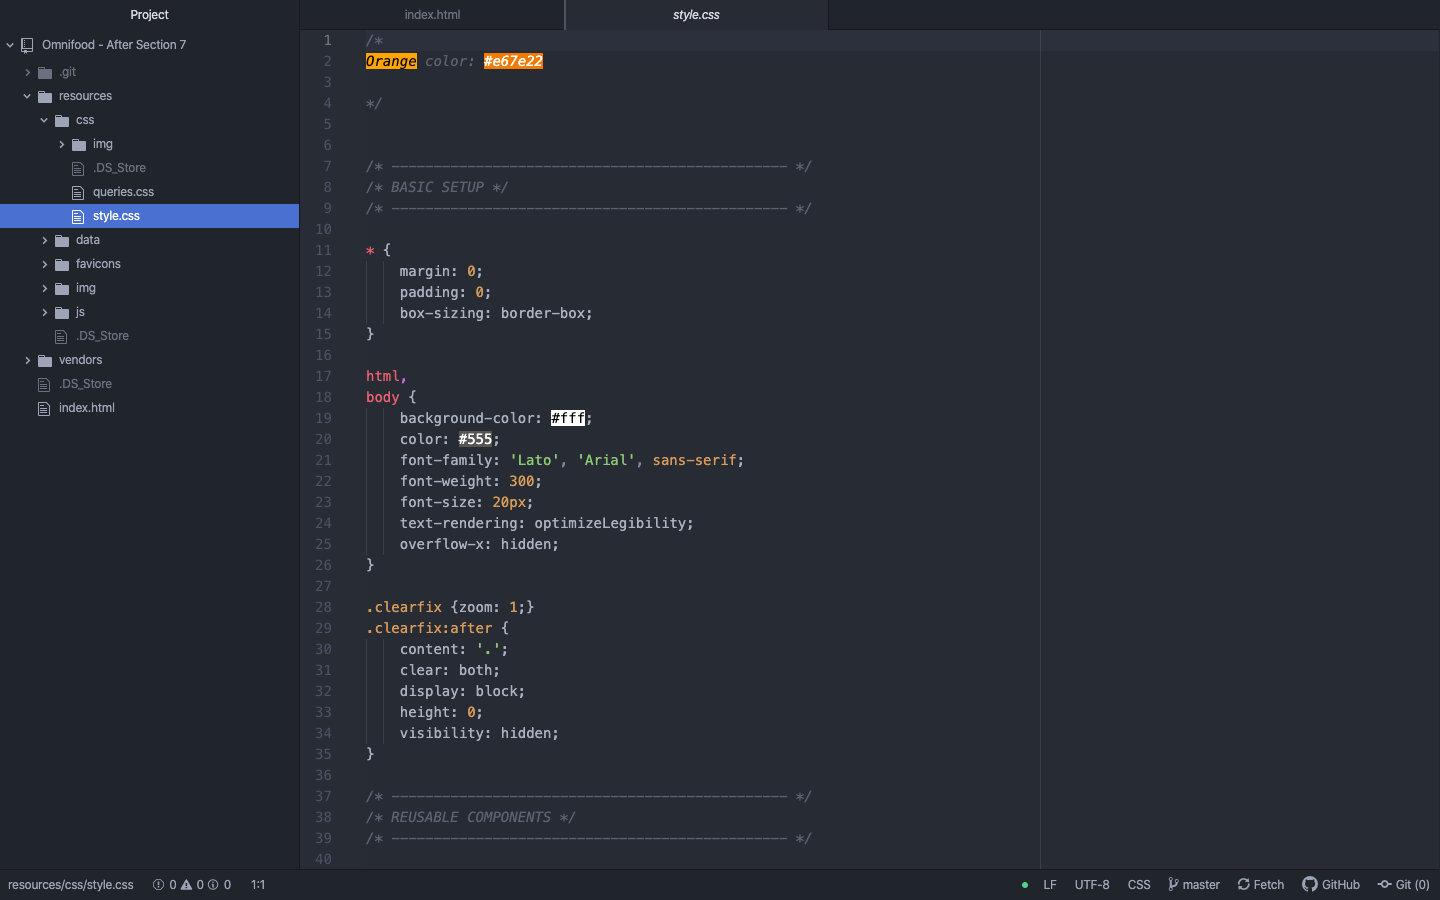 Project
index.html
style.css
Omnifood - After Section 7
.git
resources
css
img
.DS_Store
queries.css
style.css
data
favicons
img
js
.DS_Store
vendors
.DS_Store
index.html
1 /*
2 Orange color: #e67e22
3
4 */
5
6
7 /* ----------------------------------------------- */
8 /* BASIC SETUP */
9 /* ----------------------------------------------- */
10
11 * {
12 margin: 0;
13 padding: 0;
14 box-sizing: border-box;
15 }
16
17 html,
18 body {
19 background-color: #fff;
20 color: #555;
21 font-family: 'Lato', 'Arial', sans-serif;
22 font-weight: 300;
23 font-size: 20px;
24 text-rendering: optimizeLegibility;
25 overflow-x: hidden;
26 }
27
28 .clearfix {zoom: 1;}
29 .clearfix:after {
30 content: '.';
31 clear: both;
32 display: block;
33 height: 0;
34 visibility: hidden;
35 }
36
37 /* ----------------------------------------------- */
38 /* REUSABLE COMPONENTS */
39 /* ----------------------------------------------- */
40
resources/css/style.css 0 0 0 1:1 LF UTF-8 CSS master Fetch GitHub Git (0)